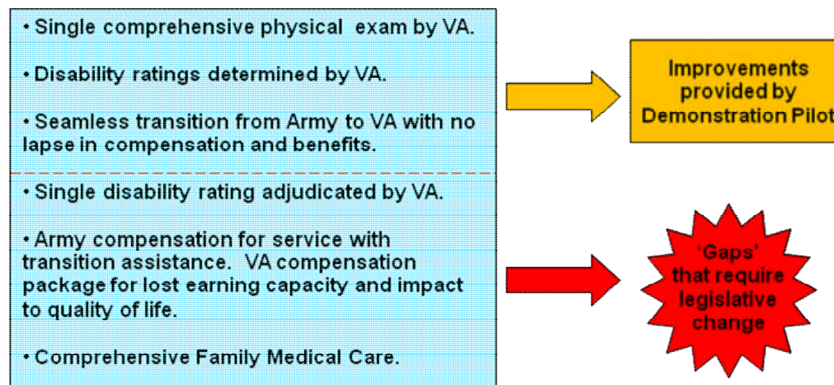 • Single comprehensive physical exam by VA.
• Disability ratings determined by VA.
• Seamless transition from Army to VA with no
lapse in compensation and benefits.
• Single disability rating adjudicated by VA.
• Army compensation for service with
transition assistance. VA compensation
package for lost earning capacity and impact
to quality of life.
• Comprehensive Family Medical Care.
Improvements
provided by
Demonstration Pilot
'Gaps'
that require
legislative
change